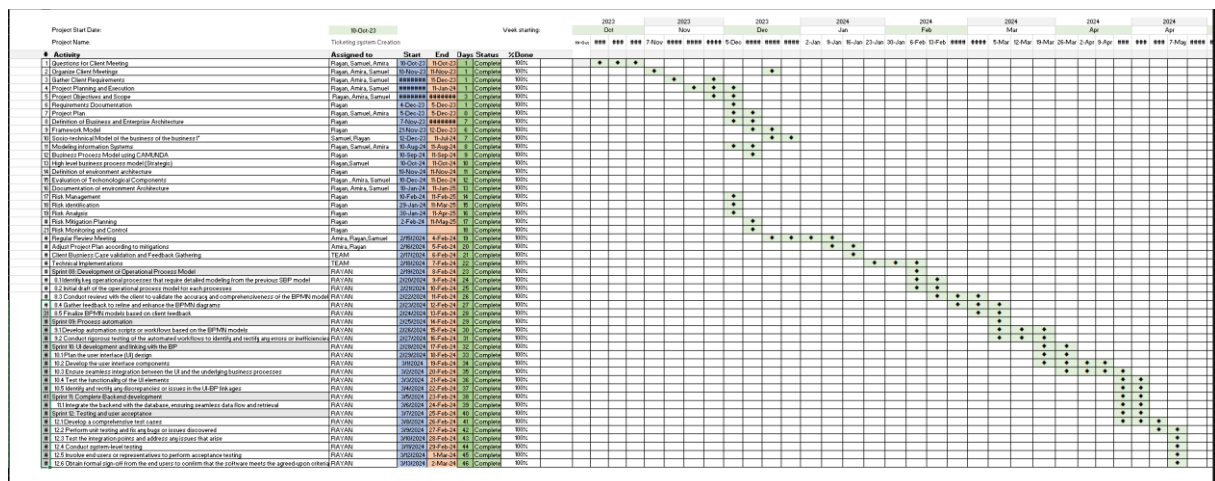 2023 2023 2023 2024 2024 2024 2024 2024
Project Start Date: 10-Oct-23 Week starting: Oct Nov Dec Jan Feb Mar Apr Apr
Project Name: Ticketing system Creation ### ### ### 7-Nov #### #### #### 5-Dec #### #### #### 2-Jan 9-Jan 16-Jan 23-Jan 30-Jan 6-Feb 13-Feb #### #### 5-Mar 12-Mar 19-Mar 26-Mar 2-Apr 9-Apr ### ### ### 7-May
# Activity Assigned to Start End Days Status %Done
1 Questions for Client Meeting Rayan, Samuel, Amira 10-Oct-23 11-Oct-23 1 Complete 100%
2 Organize Client Meetings Rayan, Amira, Samuel 10-Nov-23 11-Nov-23 1 Complete 100%
3 Gather Client Requirements Rayan, Amira, Samuel ####### 11-Dec-23 1 Complete 100%
4 Project Planning and Execution Rayan, Amira, Samuel ####### 11-Jan-24 1 Complete 100%
5 Project Objectives and Scope Rayan, Amira, Samuel ####### ####### 3 Complete 100%
6 Requirements Documentation Rayan 4-Dec-23 5-Dec-23 1 Complete 100%
7 Project Plan Rayan, Samuel, Amira 5-Dec-23 5-Dec-23 0 Complete 100%
8 Definition of Business and Enterprise Architecture Rayan 7-Nov-23 ####### 7 Complete 100%
9 Framework Model Rayan 21-Nov-23 12-Dec-23 6 Complete 100%
10 Socio-technical Model of the business of the business!" Samuel, Rayan 12-Dec-23 11-Jul-24 7 Complete 100%
11 Modeling information Systems Rayan, Samuel, Amira 10-Aug-24 11-Aug-24 8 Complete 100%
12 Business Process Model using CAMUNDA Rayan 10-Sep-24 11-Sep-24 9 Complete 100%
13 High level business process model (Strategic) Rayan,Samuel 10-Oct-24 11-Oct-24 10 Complete 100%
14 Definition of environment architecture Rayan 10-Nov-24 11-Nov-24 11 Complete 100%
15 Evaluation of Techonological Components Rayan , Amira, Samuel 10-Dec-24 11-Dec-24 12 Complete 100%
16 Documentation of environment Architecture Rayan, Amira, Samuel 10-Jan-24 11-Jan-25 13 Complete 100%
17 Risk Management Rayan 10-Feb-24 11-Feb-25 14 Complete 100%
18 Risk identification Rayan 29-Jan-24 11-Mar-25 15 Complete 100%
19 Risk Analysis Rayan 30-Jan-24 11-Apr-25 16 Complete 100%
# Risk Mitigation Planning Rayan 2-Feb-24 11-May-25 17 Complete 100%
21 Risk Monitoring and Control Rayan 18 Complete 100%
# Regular Review Meeting Amira, Rayan,Samuel 2/15/2024 4-Feb-24 19 Complete 100%
# Adjust Project Plan according to mitigations Amira, Rayan 2/16/2024 5-Feb-24 20 Complete 100%
# Client Business Case validation and Feedback Gathering TEAM 2/17/2024 6-Feb-24 21 Complete 100%
# Technical Implementations TEAM 2/18/2024 7-Feb-24 22 Complete 100%
# Sprint 08: Development of Operational Process Model RAYAN 2/19/2024 8-Feb-24 23 Complete 100%
# 8.1 Identify key operational processes that require detailed modeling from the previous SBP model RAYAN 2/20/2024 9-Feb-24 24 Complete 100%
# 8.2 Initial draft of the operational process model for each processes RAYAN 2/21/2024 10-Feb-24 25 Complete 100%
# 8.3 Conduct reviews with the client to validate the accuracy and comprehensiveness of the BPMN model RAYAN 2/22/2024 11-Feb-24 26 Complete 100%
# 8.4 Gather feedback to refine and enhance the BPMN diagrams RAYAN 2/23/2024 12-Feb-24 27 Complete 100%
31 8.5 Finalize BPMN models based on client feedback RAYAN 2/24/2024 13-Feb-24 28 Complete 100%
# Sprint 09: Process automation RAYAN 2/25/2024 14-Feb-24 29 Complete 100%
# 9.1 Develop automation scripts or workflows based on the BPMN models RAYAN 2/26/2024 15-Feb-24 30 Complete 100%
# 9.2 Conduct rigorous testing of the automated workflows to identify and rectify any errors or inefficiencies RAYAN 2/27/2024 16-Feb-24 31 Complete 100%
# Sprint 10: UI development and linking with the BP RAYAN 2/28/2024 17-Feb-24 32 Complete 100%
# 10.1 Plan the user interface (UI) design RAYAN 2/29/2024 18-Feb-24 33 Complete 100%
# 10.2 Develop the user interface components RAYAN 3/1/2024 19-Feb-24 34 Complete 100%
# 10.3 Ensure seamless integration between the UI and the underlying business processes RAYAN 3/2/2024 20-Feb-24 35 Complete 100%
# 10.4 Test the functionality of the UI elements RAYAN 3/3/2024 21-Feb-24 36 Complete 100%
# 10.5 Identify and rectify any discrepancies or issues in the UI-BP linkages RAYAN 3/4/2024 22-Feb-24 37 Complete 100%
41 Sprint 11: Complete Backend development RAYAN 3/5/2024 23-Feb-24 38 Complete 100%
# 11.1 Integrate the backend with the database, ensuring seamless data flow and retrieval RAYAN 3/6/2024 24-Feb-24 39 Complete 100%
# Sprint 12: Testing and user acceptance RAYAN 3/7/2024 25-Feb-24 40 Complete 100%
# 12.1 Develop a comprehensive test cases RAYAN 3/8/2024 26-Feb-24 41 Complete 100%
# 12.2 Perform unit testing and fix any bugs or issues discovered RAYAN 3/9/2024 27-Feb-24 42 Complete 100%
# 12.3 Test the integration points and address any issues that arise RAYAN 3/10/2024 28-Feb-24 43 Complete 100%
# 12.4 Conduct system-level testing RAYAN 3/11/2024 29-Feb-24 44 Complete 100%
# 12.5 Involve end users or representatives to perform acceptance testing RAYAN 3/12/2024 1-Mar-24 45 Complete 100%
# 12.6 Obtain formal sign-off from the end users to confirm that the software meets the agreed-upon criteria RAYAN 3/13/2024 2-Mar-24 46 Complete 100%